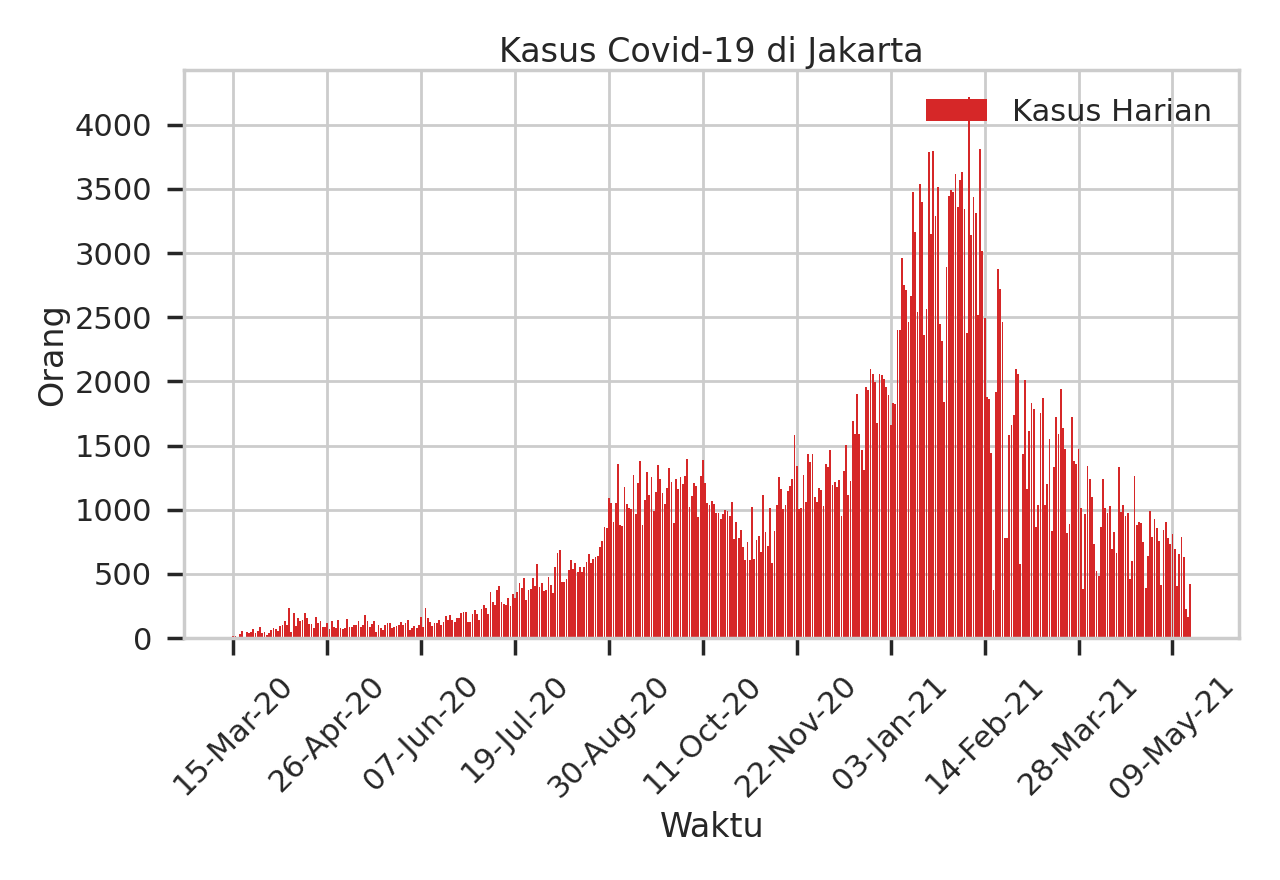 Kasus Covid-19 di Jakarta
Kasus Harian
Orang
4000
3500
3000
2500
2000
1500
1000
500
0
15-Mar-20
26-Apr-20
07-Jun-20
19-Jul-20
30-Aug-20
11-Oct-20
22-Nov-20
03-Jan-21
14-Feb-21
28-Mar-21
09-May-21
Waktu